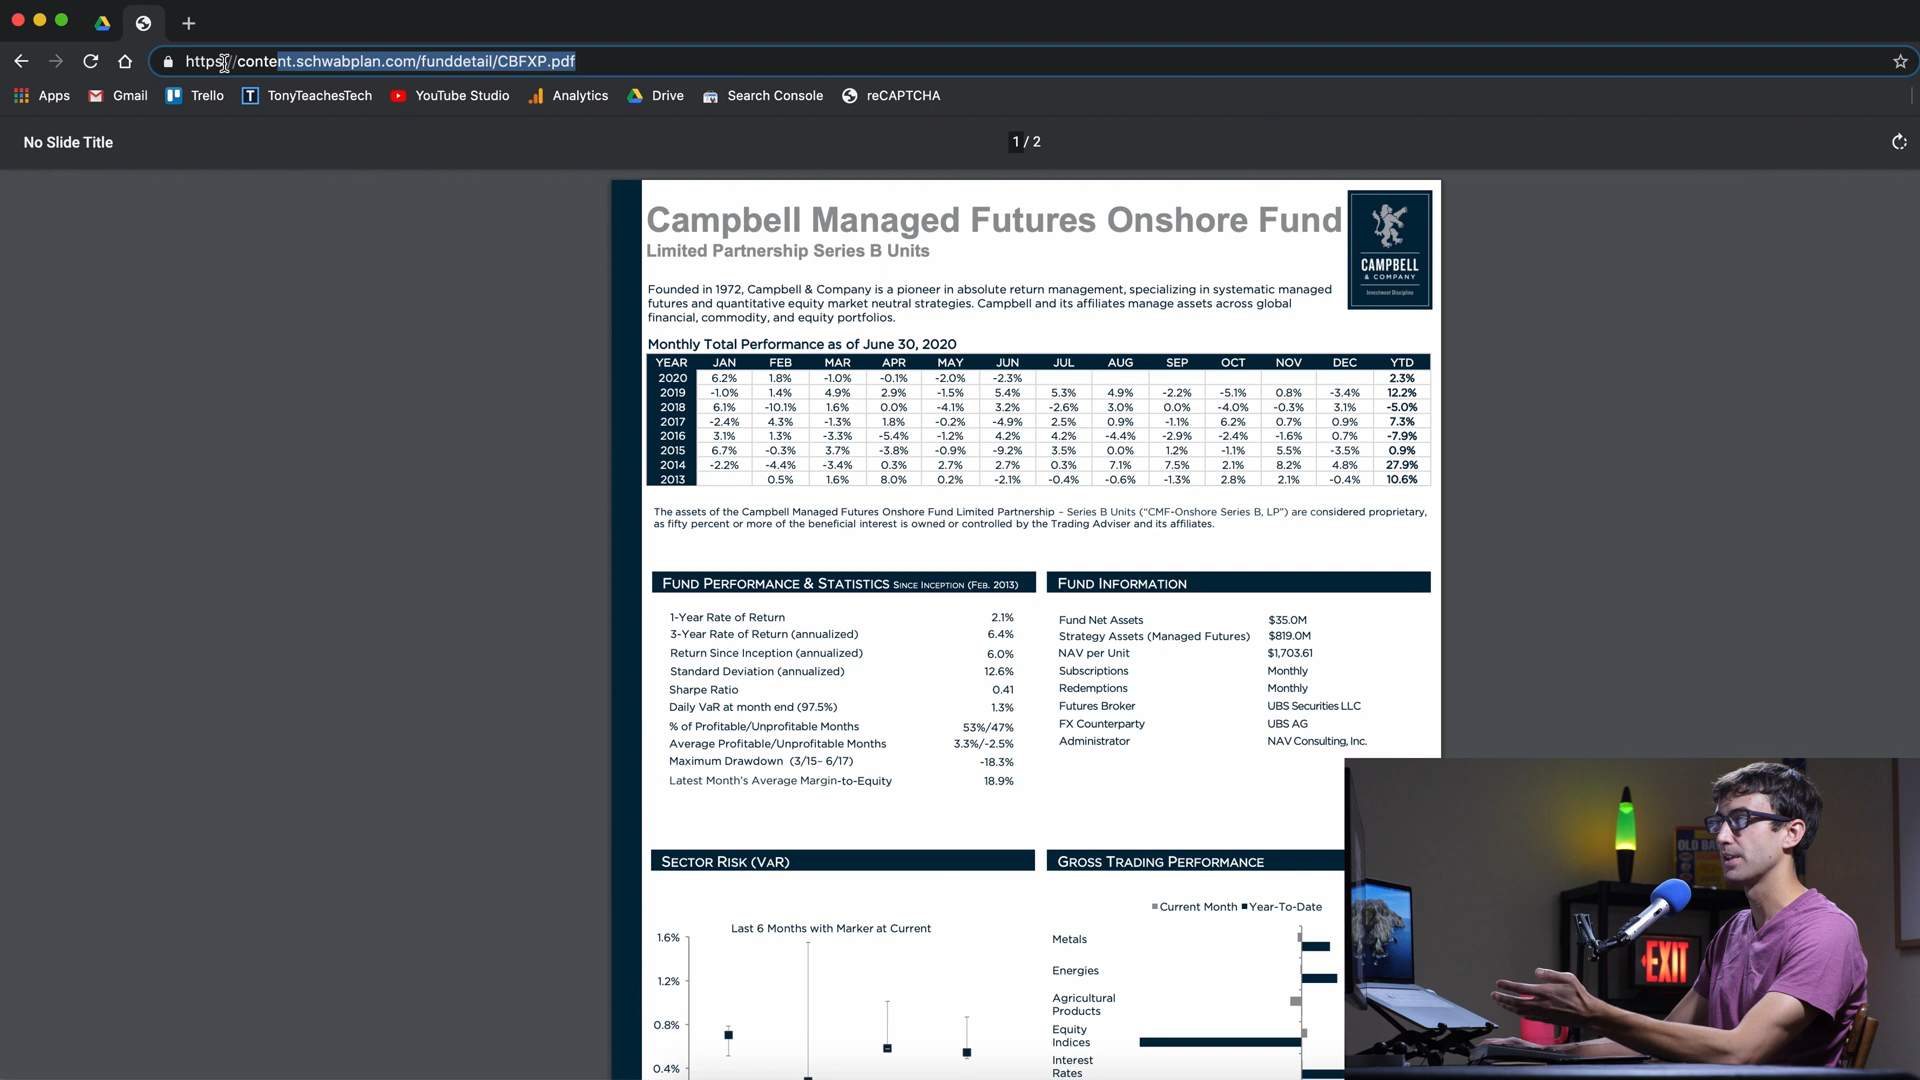 https://content.schwabplan.com/funddetail/CBFXP.pdf
Apps Gmail Trello T TonyTeachesTech YouTube Studio Analytics Drive Search Console reCAPTCHA
No Slide Title 1 / 2
Campbell Managed Futures Onshore Fund
Limited Partnership Series B Units
CAMPBELL
& COMPANY
Investment Discipline
Founded in 1972, Campbell & Company is a pioneer in absolute return management, specializing in systematic managed
futures and quantitative equity market neutral strategies. Campbell and its affiliates manage assets across global
financial, commodity, and equity portfolios.
Monthly Total Performance as of June 30, 2020
YEAR JAN FEB MAR APR MAY JUN JUL AUG SEP OCT NOV DEC YTD
2020 6.2% 1.8% -1.0% -0.1% -2.0% -2.3% 2.3%
2019 -1.0% 1.4% 4.9% 2.9% -1.5% 5.4% 5.3% 4.9% -2.2% -5.1% 0.8% -3.4% 12.2%
2018 6.1% -10.1% 1.6% 0.0% -4.1% 3.2% -2.6% 3.0% 0.0% -4.0% -0.3% 3.1% -5.0%
2017 -2.4% 4.3% -1.3% 1.8% -0.2% -4.9% 2.5% 0.9% -1.1% 6.2% 0.7% 0.9% 7.3%
2016 3.1% 1.3% -3.3% -5.4% -1.2% 4.2% 4.2% -4.4% -2.9% -2.4% -1.6% 0.7% -7.9%
2015 6.7% -0.3% 3.7% -3.8% -0.9% -9.2% 3.5% 0.0% 1.2% -1.1% 5.5% -3.5% 0.9%
2014 -2.2% -4.4% -3.4% 0.3% 2.7% 2.7% 0.3% 7.1% 7.5% 2.1% 8.2% 4.8% 27.9%
2013 0.5% 1.6% 8.0% 0.2% -2.1% -0.4% -0.6% -1.3% 2.8% 2.1% -0.4% 10.6%
The assets of the Campbell Managed Futures Onshore Fund Limited Partnership – Series B Units (“CMF-Onshore Series B, LP”) are considered proprietary,
as fifty percent or more of the beneficial interest is owned or controlled by the Trading Adviser and its affiliates.
FUND PERFORMANCE & STATISTICS SINCE INCEPTION (FEB. 2013)
1-Year Rate of Return 2.1%
3-Year Rate of Return (annualized) 6.4%
Return Since Inception (annualized) 6.0%
Standard Deviation (annualized) 12.6%
Sharpe Ratio 0.41
Daily VaR at month end (97.5%) 1.3%
% of Profitable/Unprofitable Months 53%/47%
Average Profitable/Unprofitable Months 3.3%/-2.5%
Maximum Drawdown (3/15– 6/17) -18.3%
Latest Month's Average Margin-to-Equity 18.9%
FUND INFORMATION
Fund Net Assets $35.0M
Strategy Assets (Managed Futures) $819.0M
NAV per Unit $1,703.61
Subscriptions Monthly
Redemptions Monthly
Futures Broker UBS Securities LLC
FX Counterparty UBS AG
Administrator NAV Consulting, Inc.
SECTOR RISK (VAR)
Last 6 Months with Marker at Current
1.6%
1.2%
0.8%
0.4%
GROSS TRADING PERFORMANCE
Current Month Year-To-Date
Metals
Energies
Agricultural
Products
Equity
Indices
Interest
Rates
OLD BA
EXIT